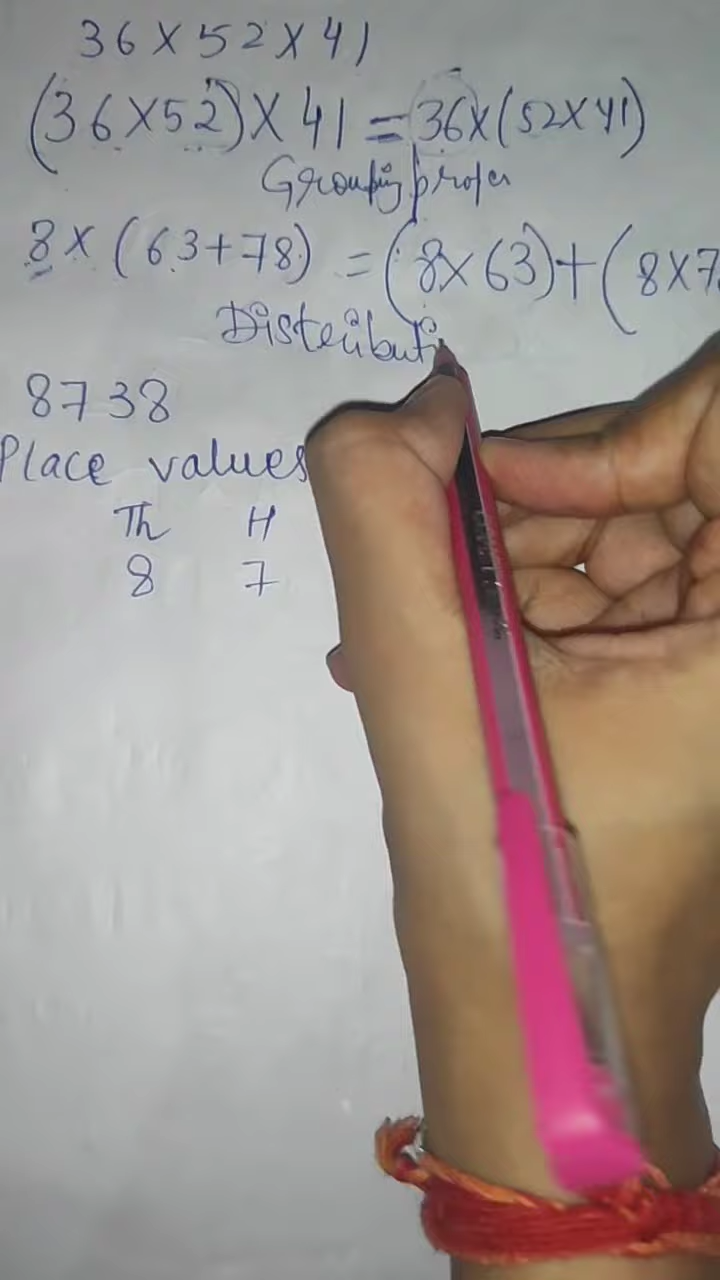 36 X 52 X 41
(36 X 52) X 41 = 36 X (52 X 41)
Grouping proper
8 X (63+78) = (8 X 63) + (8 X 7
Distributi
8738
Place values
Th H
8 7